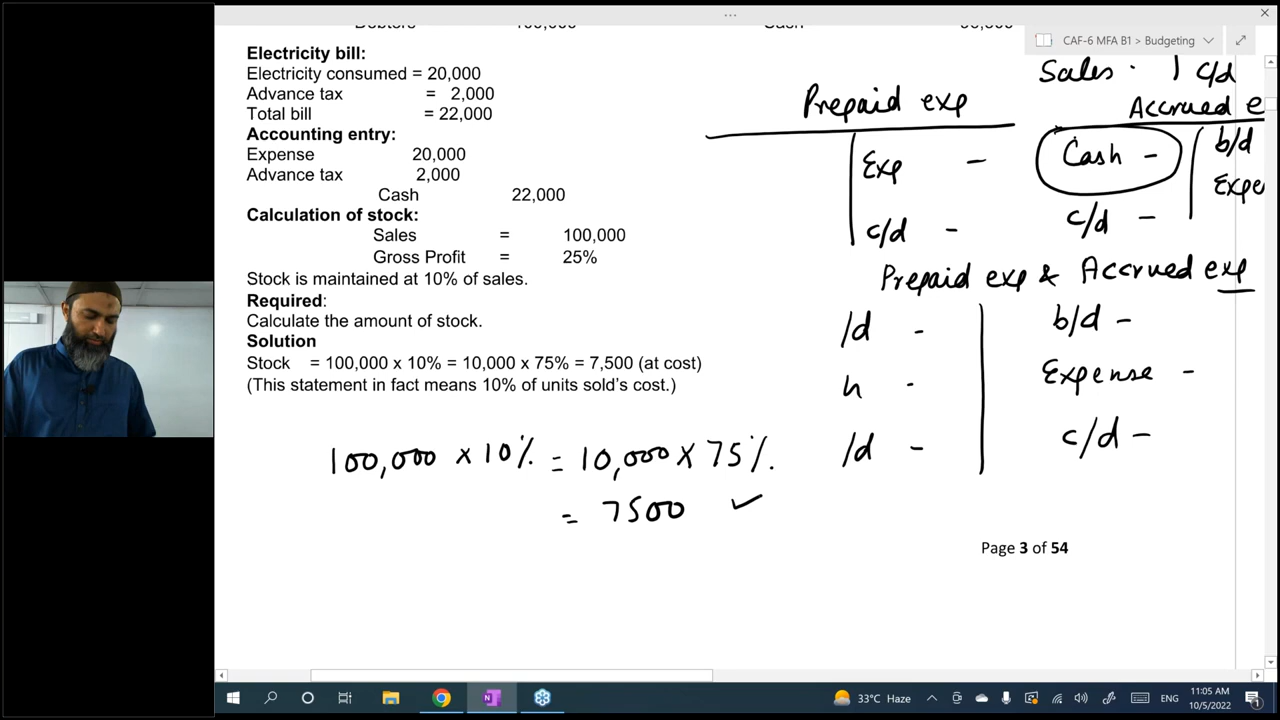 CAF-6 MFA B1 > Budgeting
Electricity bill:
Electricity consumed = 20,000
Advance tax = 2,000
Total bill = 22,000
Accounting entry:
Expense 20,000
Advance tax 2,000
Cash 22,000
Calculation of stock:
Sales = 100,000
Gross Profit = 25%
Stock is maintained at 10% of sales.
Required:
Calculate the amount of stock.
Solution
Stock = 100,000 x 10% = 10,000 x 75% = 7,500 (at cost)
(This statement in fact means 10% of units sold's cost.)
100,000 x 10% = 10,000 x 75%.
= 7500 ✓
Sales
c/d
Prepaid exp
Exp -
c/d -
Accrued e
Cash -
c/d -
b/d
Expe
Prepaid exp & Accrued exp
/d -
/d -
b/d -
Expense -
c/d -
Page 3 of 54
33°C Haze
ENG
11:05 AM
10/5/2022
1